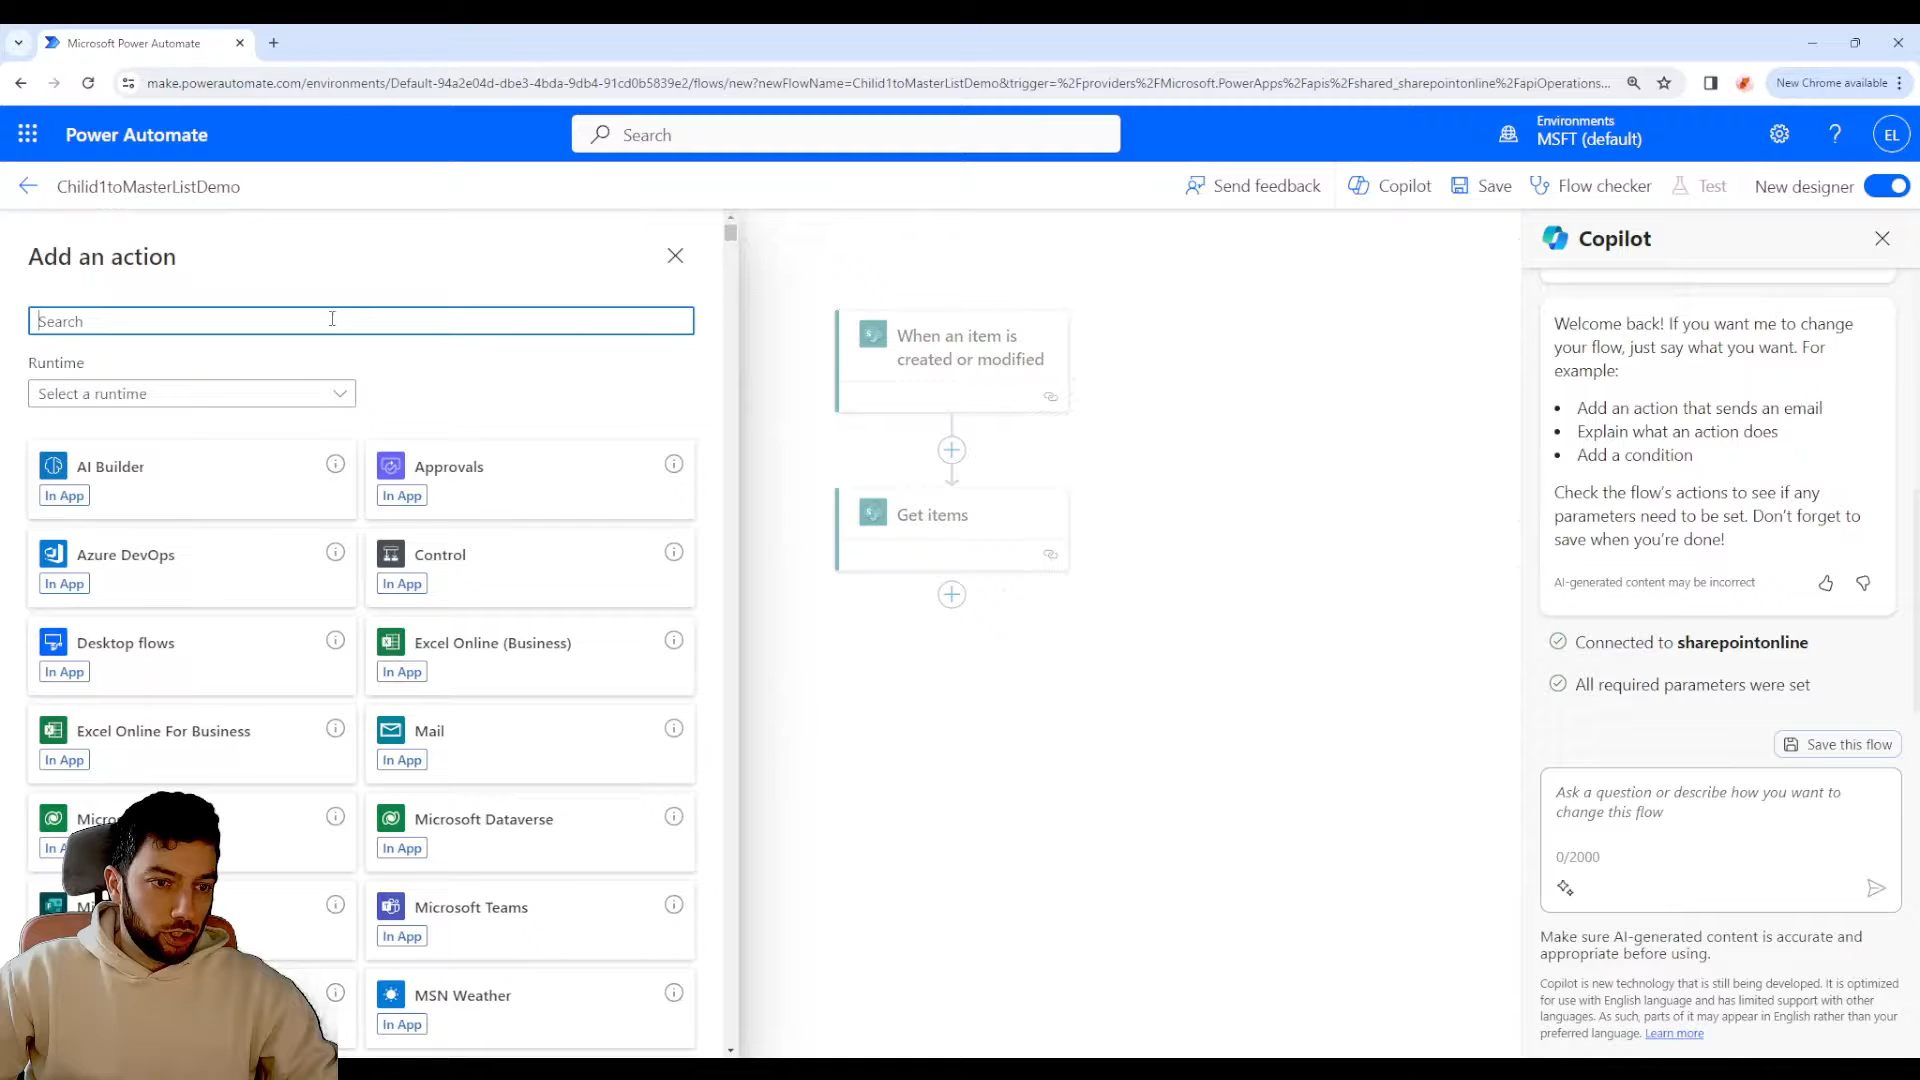 Microsoft Power Automate
make.powerautomate.com/environments/Default-94a2e04d-dbe3-4bda-9db4-91cd0b5839e2/flows/new?newFlowName=Chilid1toMasterListDemo&trigger=%2Fproviders%2FMicrosoft.PowerApps%2Fapis%2Fshared_sharepointonline%2FapiOperations...
New Chrome available
Power Automate
Search
Environments
MSFT (default)
EL
Chilid1toMasterListDemo
Send feedback
Copilot
Save
Flow checker
Test
New designer
Add an action
Search
Runtime
Select a runtime
AI Builder
In App
Approvals
In App
Azure DevOps
In App
Control
In App
Desktop flows
In App
Excel Online (Business)
In App
Excel Online For Business
In App
Mail
In App
Microsoft Dataverse
In App
Microsoft Teams
In App
MSN Weather
In App
When an item is
created or modified
Get items
Copilot
Welcome back! If you want me to change
your flow, just say what you want. For
example:
• Add an action that sends an email
• Explain what an action does
• Add a condition
Check the flow's actions to see if any
parameters need to be set. Don't forget to
save when you're done!
AI-generated content may be incorrect
Connected to sharepointonline
All required parameters were set
Save this flow
Ask a question or describe how you want to
change this flow
0/2000
Make sure AI-generated content is accurate and
appropriate before using.
Copilot is new technology that is still being developed. It is optimized
for use with English language and has limited support with other
languages. As such, parts of it may appear in English rather than your
preferred language. Learn more